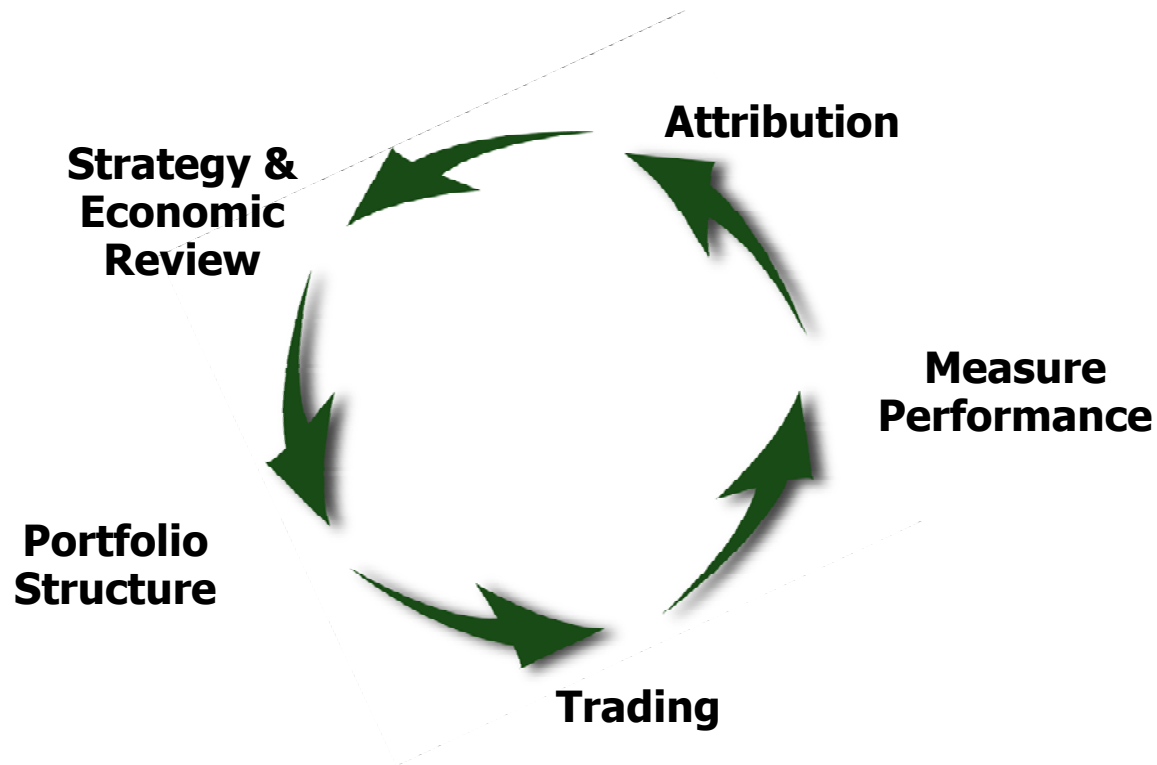 Attribution
Strategy &
Economic
Review
Measure
Performance
Portfolio
Structure
Trading